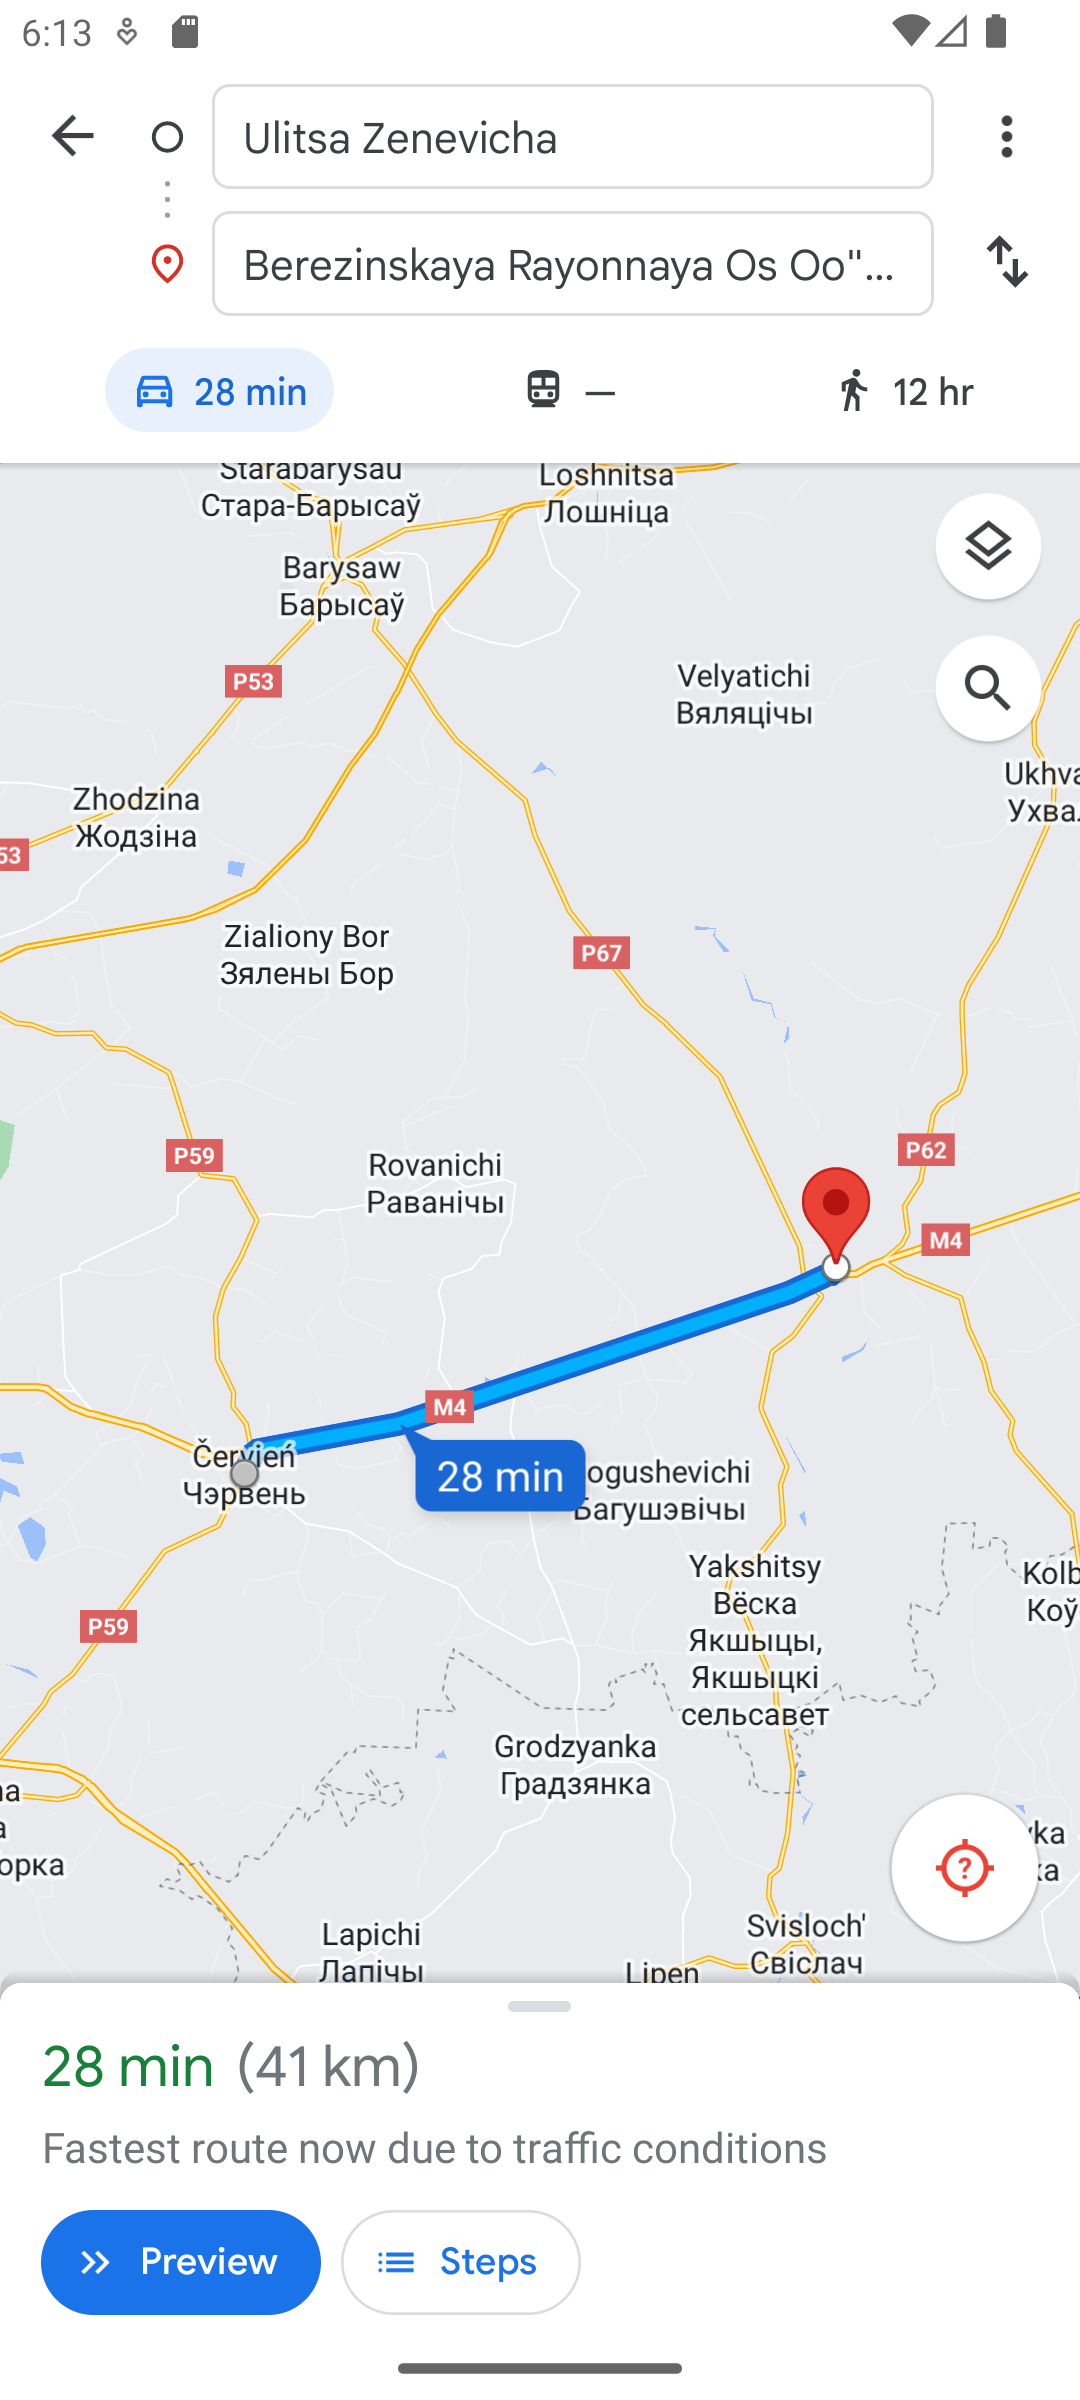 6:13
Ulitsa Zenevicha
Berezinskaya Rayonnaya Os Oo"...
28 min
—
12 hr
Starabarysau
Стара-Барысаў
Loshnitsa
Лошніца
Barysaw
Барысаў
P53
Velyatichi
Вяляцічы
Ukhva
Ухва
Zhodzina
Жодзіна
53
Zialiony Bor
Зялены Бор
P67
P59
Rovanichi
Раванічы
P62
M4
M4
Červień
Чэрвень
28 min
ogushevichi
Багушэвічы
Yakshitsy
Вёска
Якшыцы,
Якшыцкі
сельсавет
Kolb
Коў
P59
Grodzyanka
Градзянка
na
а
орка
ка
Lapichi
Лапічы
Svisloch'
Свіслач
Lipen
28 min (41 km)
Fastest route now due to traffic conditions
Preview
Steps